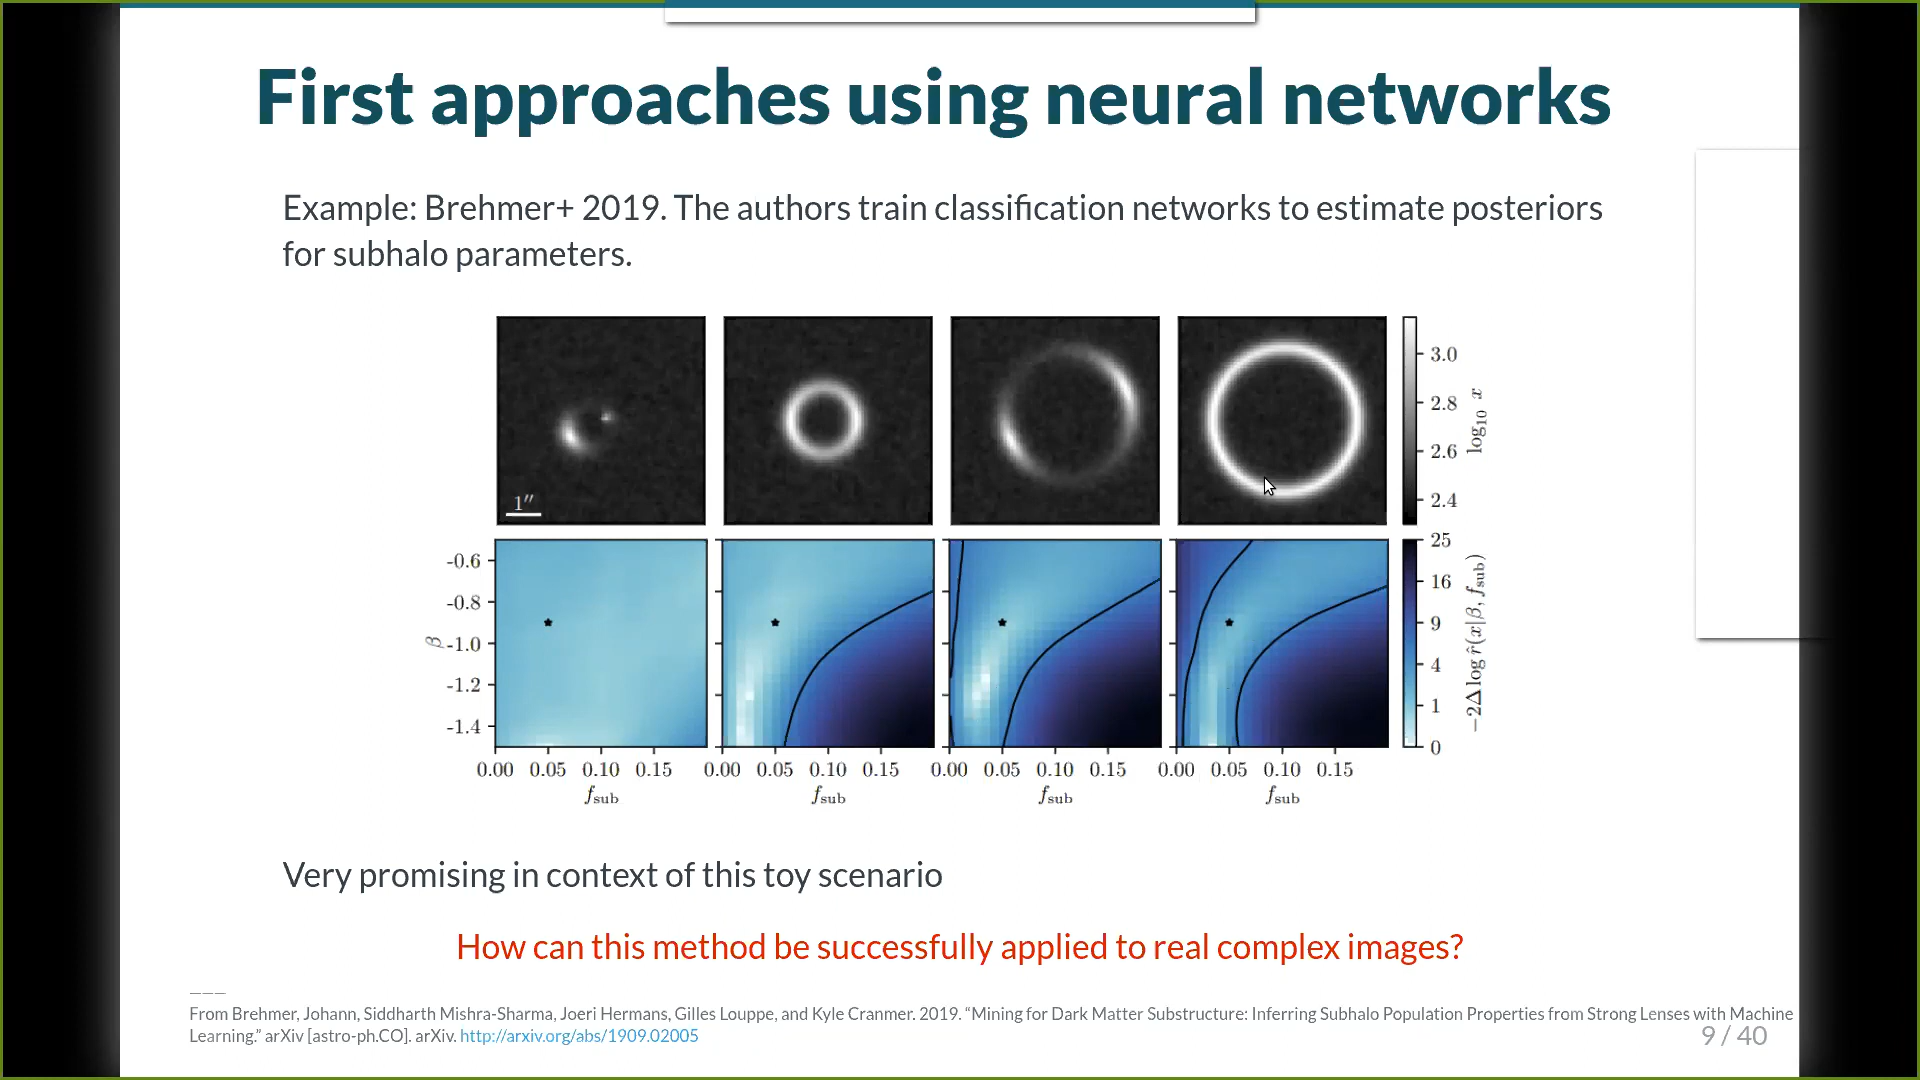 First approaches using neural networks
Example: Brehmer+ 2019. The authors train classification networks to estimate posteriors
for subhalo parameters.
1″
3.0
2.8
2.6
2.4
log₁₀ x
-0.6
-0.8
-1.0
-1.2
-1.4
β
25
16
9
4
1
0
−2Δ log r̂(x|β, f_sub)
0.00 0.05 0.10 0.15 0.00 0.05 0.10 0.15 0.00 0.05 0.10 0.15 0.00 0.05 0.10 0.15
f_sub f_sub f_sub f_sub
Very promising in context of this toy scenario
How can this method be successfully applied to real complex images?
From Brehmer, Johann, Siddharth Mishra-Sharma, Joeri Hermans, Gilles Louppe, and Kyle Cranmer. 2019. “Mining for Dark Matter Substructure: Inferring Subhalo Population Properties from Strong Lenses with Machine
Learning.” arXiv [astro-ph.CO]. arXiv. http://arxiv.org/abs/1909.02005
9 / 40